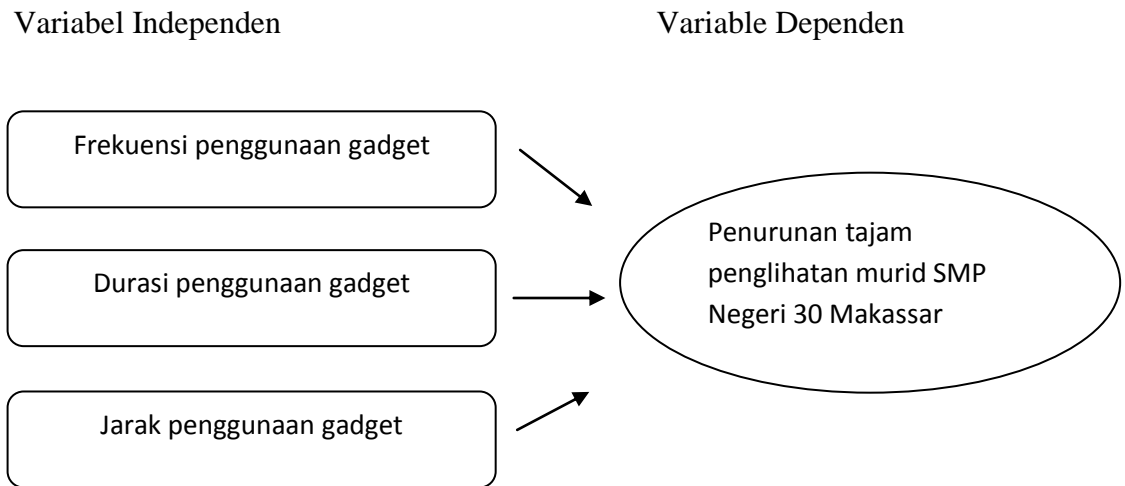 Variabel Independen
Variable Dependen
Frekuensi penggunaan gadget
Durasi penggunaan gadget
Jarak penggunaan gadget
Penurunan tajam
penglihatan murid SMP
Negeri 30 Makassar